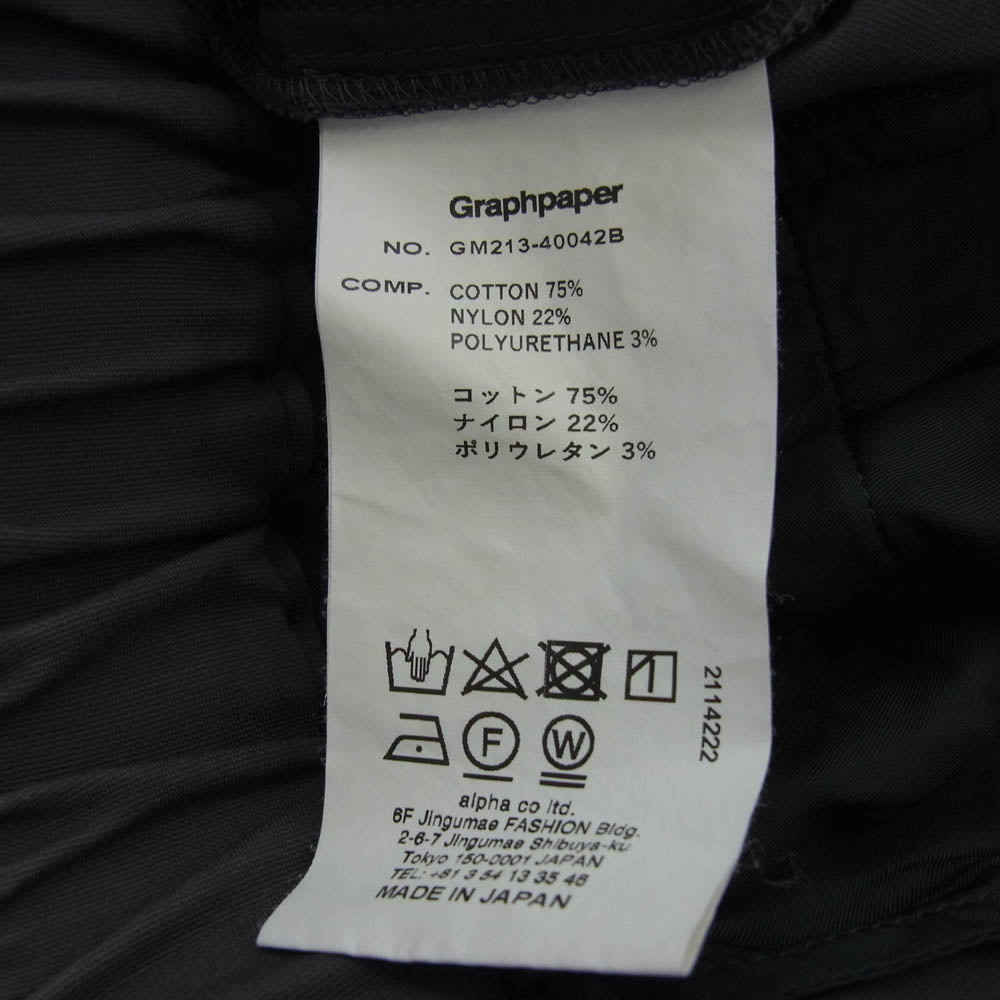 Graphpaper
NO. GM213-40042B
COMP. COTTON 75%
NYLON 22%
POLYURETHANE 3%
コットン 75%
ナイロン 22%
ポリウレタン 3%
2114222
F W
alpha co ltd.
6F Jingumae FASHION Bldg.
2-6-7 Jingumae Shibuya-ku
Tokyo 150-0001 JAPAN
TEL: +81 3 54 13 35 46
MADE IN JAPAN